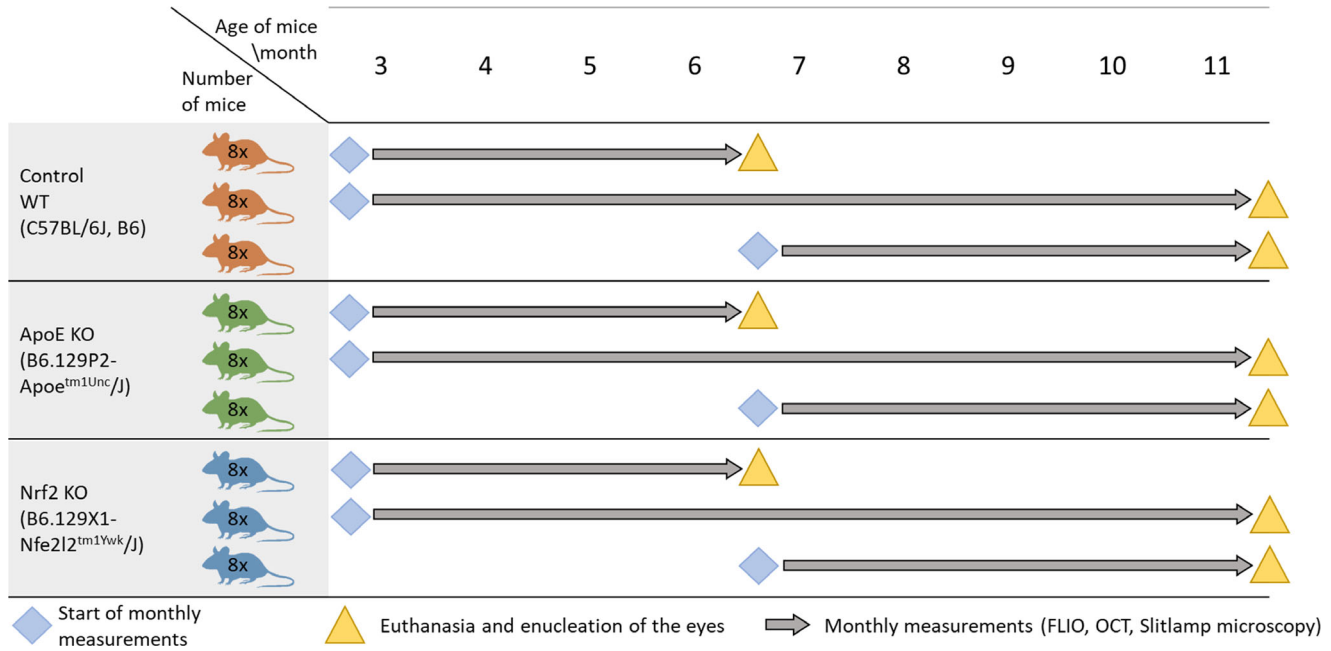 Age of mice
\month
Number
of mice
3 4 5 6 7 8 9 10 11
Control
WT
(C57BL/6J, B6)
8x
8x
8x
ApoE KO
(B6.129P2-
Apoetm1Unc/J)
8x
8x
8x
Nrf2 KO
(B6.129X1-
Nfe2l2tm1Ywk/J)
8x
8x
8x
Start of monthly
measurements
Euthanasia and enucleation of the eyes
Monthly measurements (FLIO, OCT, Slitlamp microscopy)